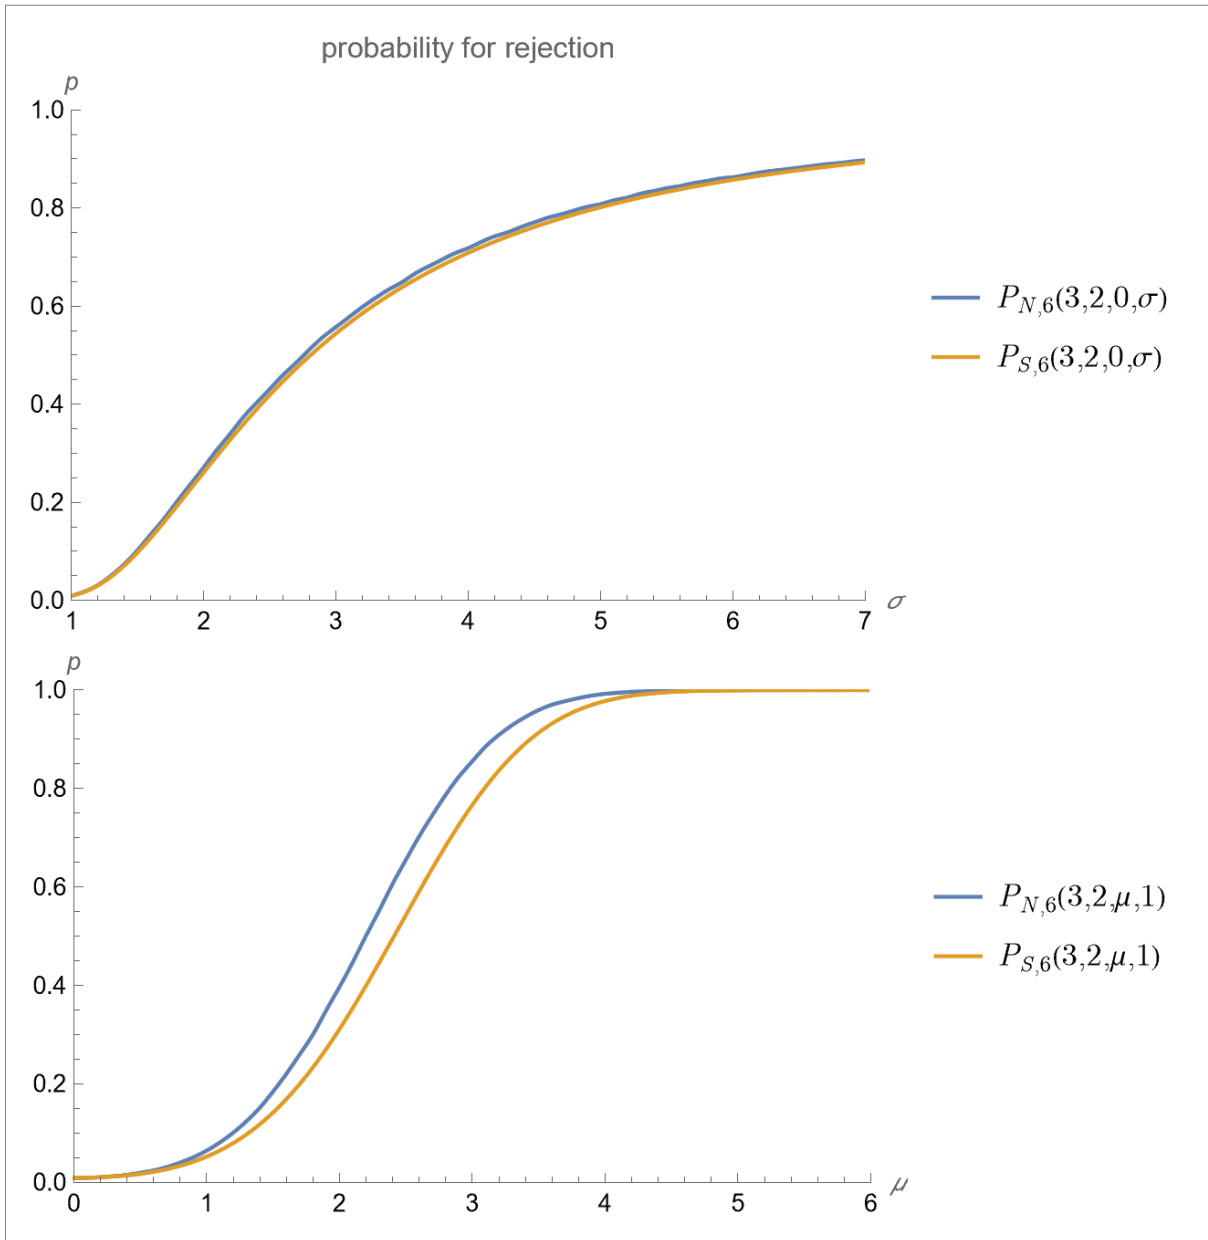 probability for rejection
p
1.0
0.8
0.6
0.4
0.2
0.0
1 2 3 4 5 6 7 σ
P_{N,6}(3,2,0,σ)
P_{S,6}(3,2,0,σ)
p
1.0
0.8
0.6
0.4
0.2
0.0
0 1 2 3 4 5 6 μ
P_{N,6}(3,2,μ,1)
P_{S,6}(3,2,μ,1)